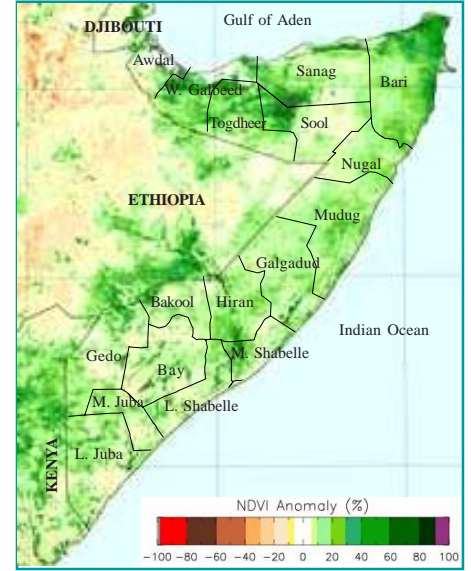 Gulf of Aden
DJIBOUTI
Awdal
Sanag
Bari
W. Galbeed
Togdheer
Sool
Nugal
ETHIOPIA
Mudug
Galgadud
Bakool
Hiran
Indian Ocean
Gedo
M. Shabelle
Bay
M. Juba
L. Shabelle
L. Juba
KENYA
NDVI Anomaly (%)
-100 -80 -60 -40 -20 0 20 40 60 80 100